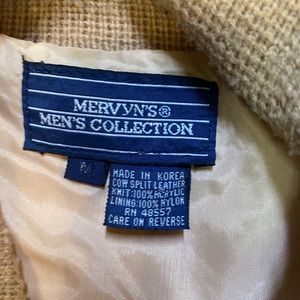 MERVYN'S®
MEN'S COLLECTION
M
MADE IN KOREA
COW SPLIT LEATHER
KNIT:100% ACRYLIC
LINING:100% NYLON
RN 48557
CARE ON REVERSE